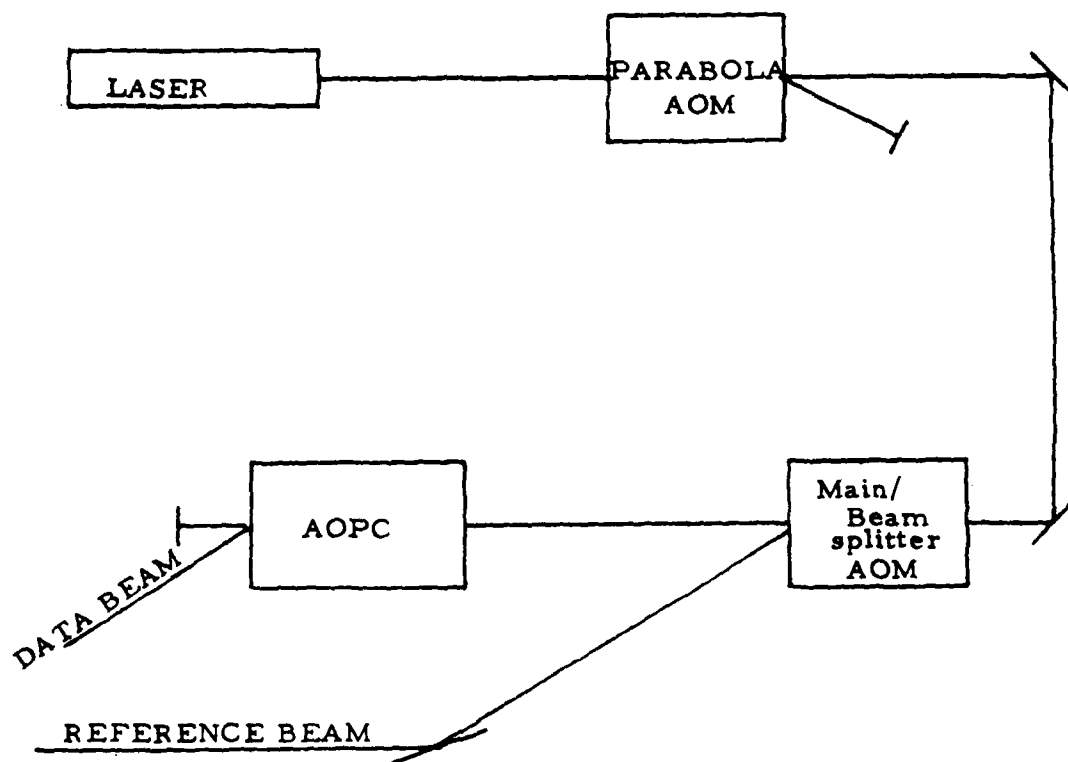 LASER
PARABOLA
AOM
Main/
Beam
splitter
AOM
AOPC
DATA BEAM
REFERENCE BEAM